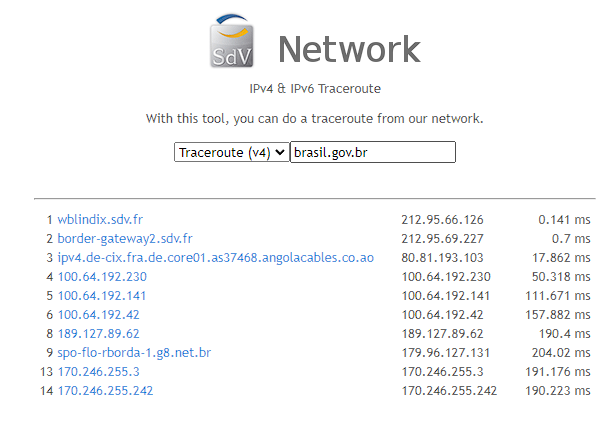 SdV
Network
IPv4 & IPv6 Traceroute
With this tool, you can do a traceroute from our network.
Traceroute (v4) brasil.gov.br
1 wblindix.sdv.fr 212.95.66.126 0.141 ms
2 border-gateway2.sdv.fr 212.95.69.227 0.7 ms
3 ipv4.de-cix.fra.de.core01.as37468.angolacables.co.ao 80.81.193.103 17.862 ms
4 100.64.192.230 100.64.192.230 50.318 ms
5 100.64.192.141 100.64.192.141 111.671 ms
6 100.64.192.42 100.64.192.42 157.882 ms
8 189.127.89.62 189.127.89.62 190.4 ms
9 spo-flo-rborda-1.g8.net.br 179.96.127.131 204.02 ms
13 170.246.255.3 170.246.255.3 191.176 ms
14 170.246.255.242 170.246.255.242 190.223 ms